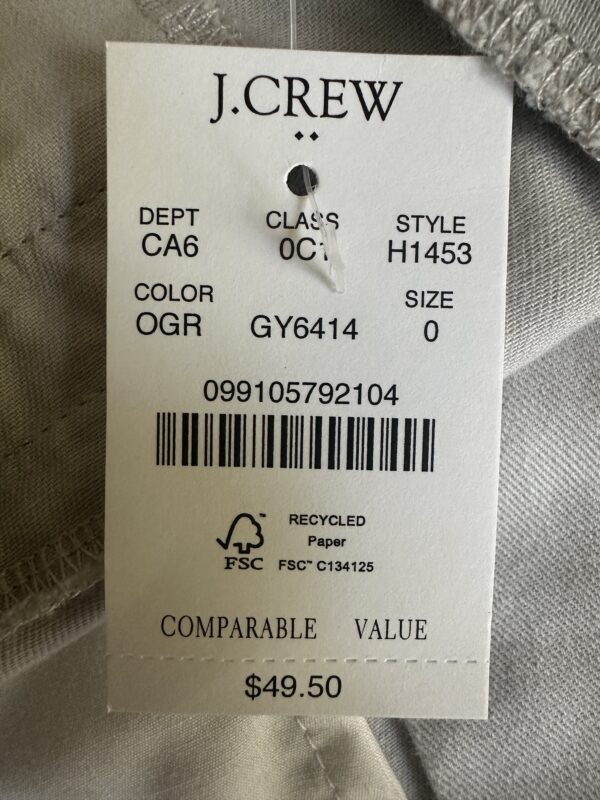 J.CREW
DEPT CLASS STYLE
CA6 0C1 H1453
COLOR SIZE
OGR GY6414 0
099105792104
RECYCLED
Paper
FSC™ FSC™ C134125
COMPARABLE VALUE
$49.50